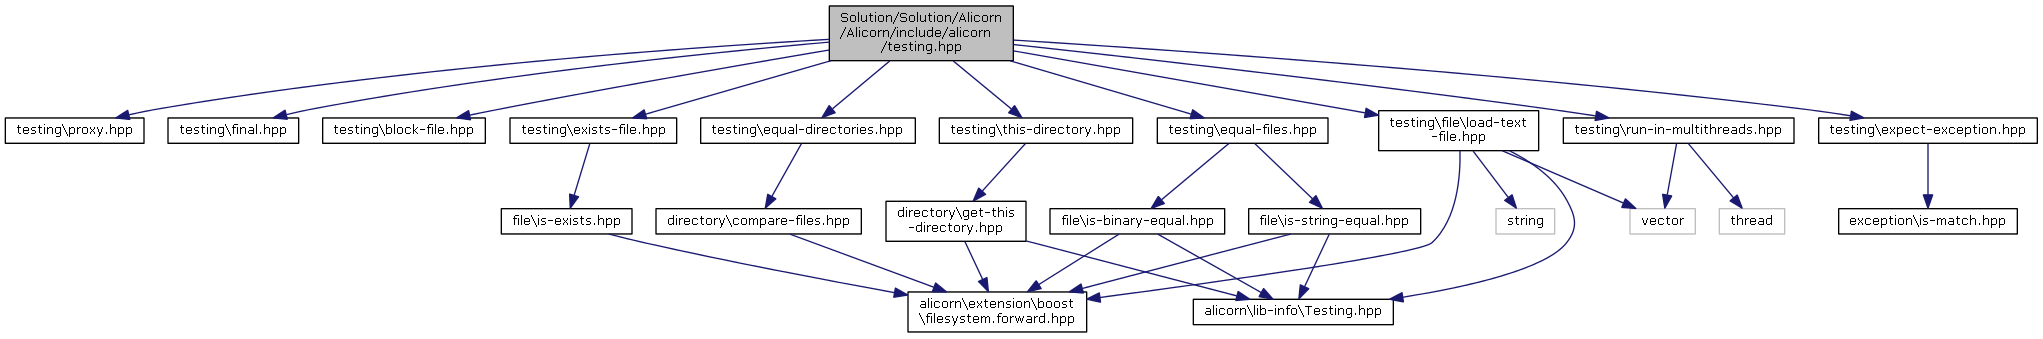 Solution/Solution/Alicorn
/Alicorn/include/alicorn
/testing.hpp
testing\proxy.hpp
testing\final.hpp
testing\block-file.hpp
testing\exists-file.hpp
testing\equal-directories.hpp
testing\this-directory.hpp
testing\equal-files.hpp
testing\file\load-text
-file.hpp
testing\run-in-multithreads.hpp
testing\expect-exception.hpp
file\is-exists.hpp
directory\compare-files.hpp
directory\get-this
-directory.hpp
file\is-binary-equal.hpp
file\is-string-equal.hpp
string
vector
thread
exception\is-match.hpp
alicorn\extension\boost
\filesystem.forward.hpp
alicorn\lib-info\Testing.hpp